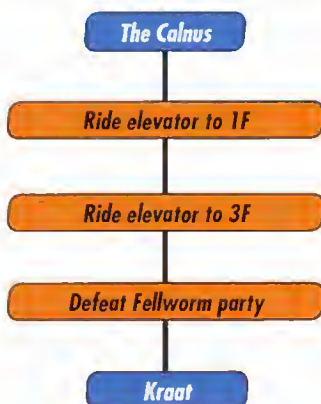 The Calnus
Ride elevator to 1F
Ride elevator to 3F
Defeat Fellworm party
Kraat